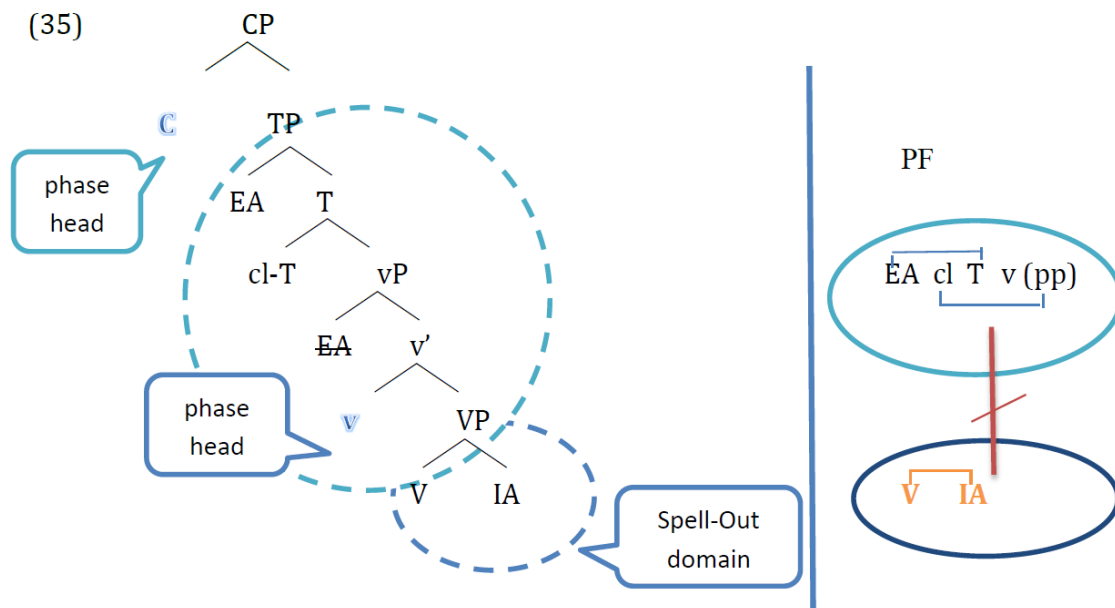 (35)
CP
C
TP
phase
head
EA T
cl-T vP
EA v'
phase
head
v
VP
V IA
Spell-Out
domain
PF
EA cl T v (pp)
V IA